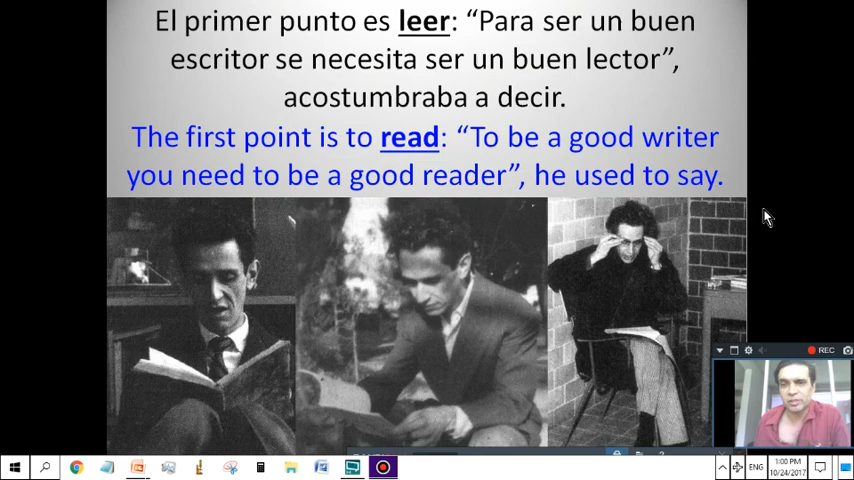 El primer punto es leer: “Para ser un buen
escritor se necesita ser un buen lector”,
acostumbraba a decir.
The first point is to read: “To be a good writer
you need to be a good reader”, he used to say.
REC
ENG
1:00 PM
10/24/2017